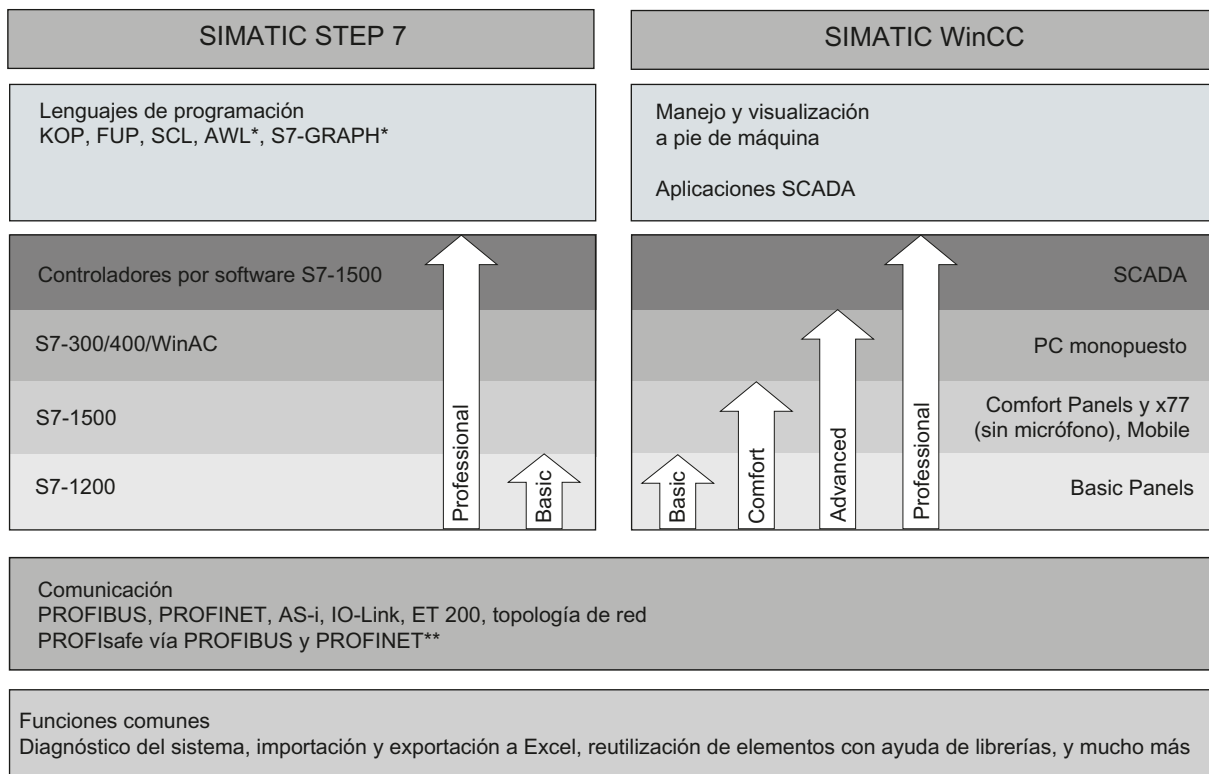 SIMATIC STEP 7
SIMATIC WinCC
Lenguajes de programación
KOP, FUP, SCL, AWL*, S7-GRAPH*
Manejo y visualización
a pie de máquina
Aplicaciones SCADA
Controladores por software S7-1500
S7-300/400/WinAC
S7-1500
S7-1200
Professional
Basic
Basic
Comfort
Advanced
Professional
SCADA
PC monopuesto
Comfort Panels y x77
(sin micrófono), Mobile
Basic Panels
Comunicación
PROFIBUS, PROFINET, AS-i, IO-Link, ET 200, topología de red
PROFIsafe vía PROFIBUS y PROFINET**
Funciones comunes
Diagnóstico del sistema, importación y exportación a Excel, reutilización de elementos con ayuda de librerías, y mucho más